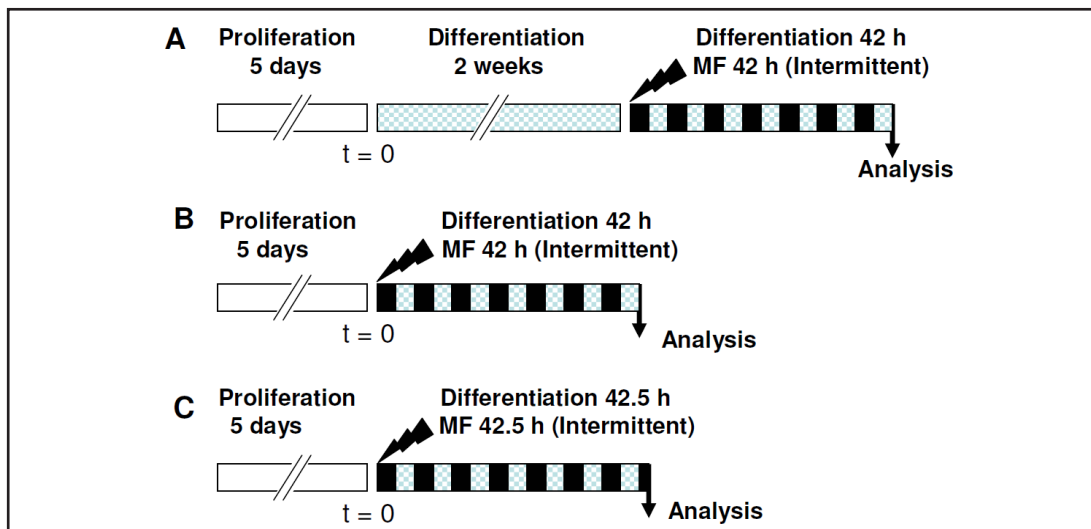 A
Proliferation
5 days
Differentiation
2 weeks
Differentiation 42 h
MF 42 h (Intermittent)
t = 0
Analysis
B
Proliferation
5 days
Differentiation 42 h
MF 42 h (Intermittent)
t = 0
Analysis
C
Proliferation
5 days
Differentiation 42.5 h
MF 42.5 h (Intermittent)
t = 0
Analysis